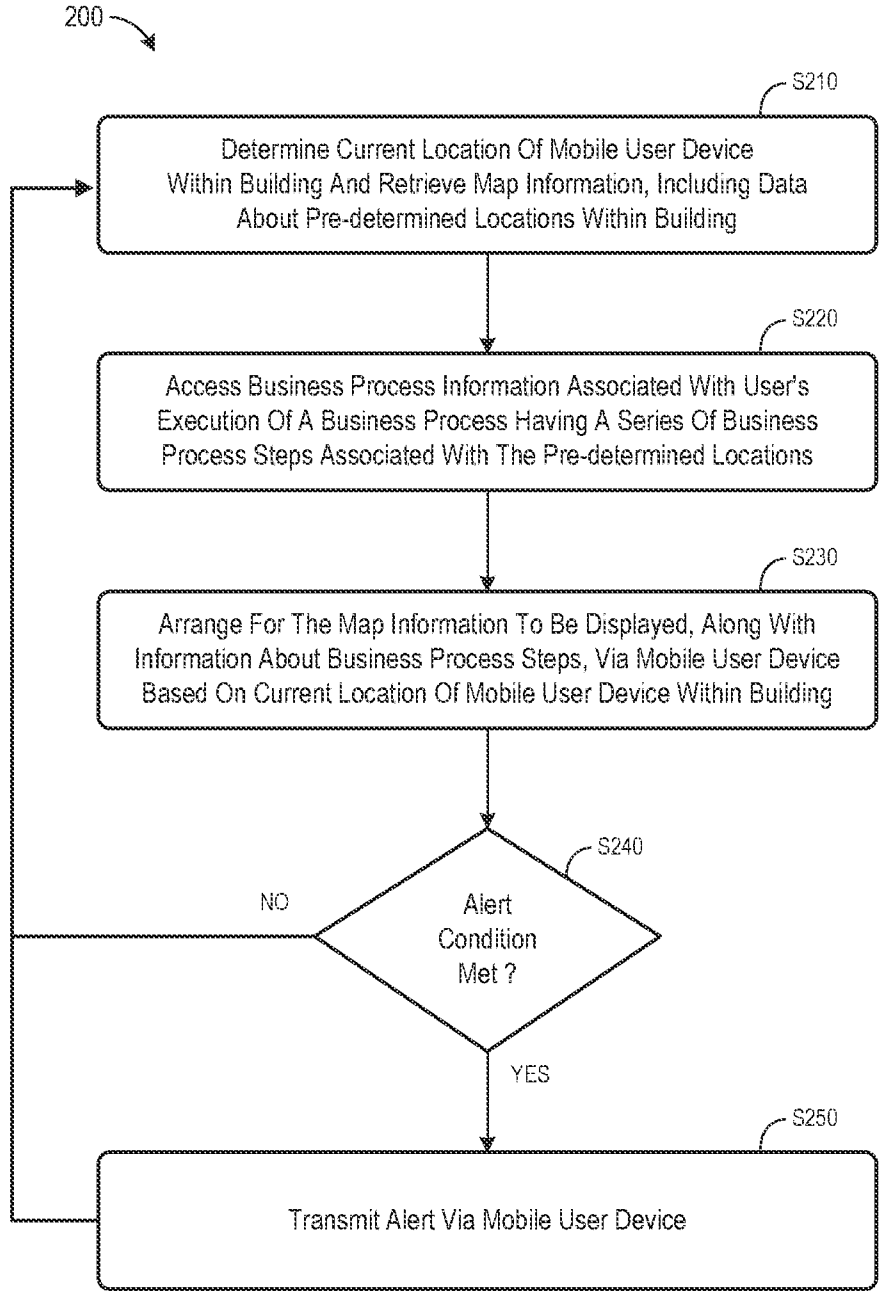 200
S210
Determine Current Location Of Mobile User Device
Within Building And Retrieve Map Information, Including Data
About Pre-determined Locations Within Building
S220
Access Business Process Information Associated With User's
Execution Of A Business Process Having A Series Of Business
Process Steps Associated With The Pre-determined Locations
S230
Arrange For The Map Information To Be Displayed, Along With
Information About Business Process Steps, Via Mobile User Device
Based On Current Location Of Mobile User Device Within Building
S240
NO
Alert
Condition
Met ?
YES
S250
Transmit Alert Via Mobile User Device